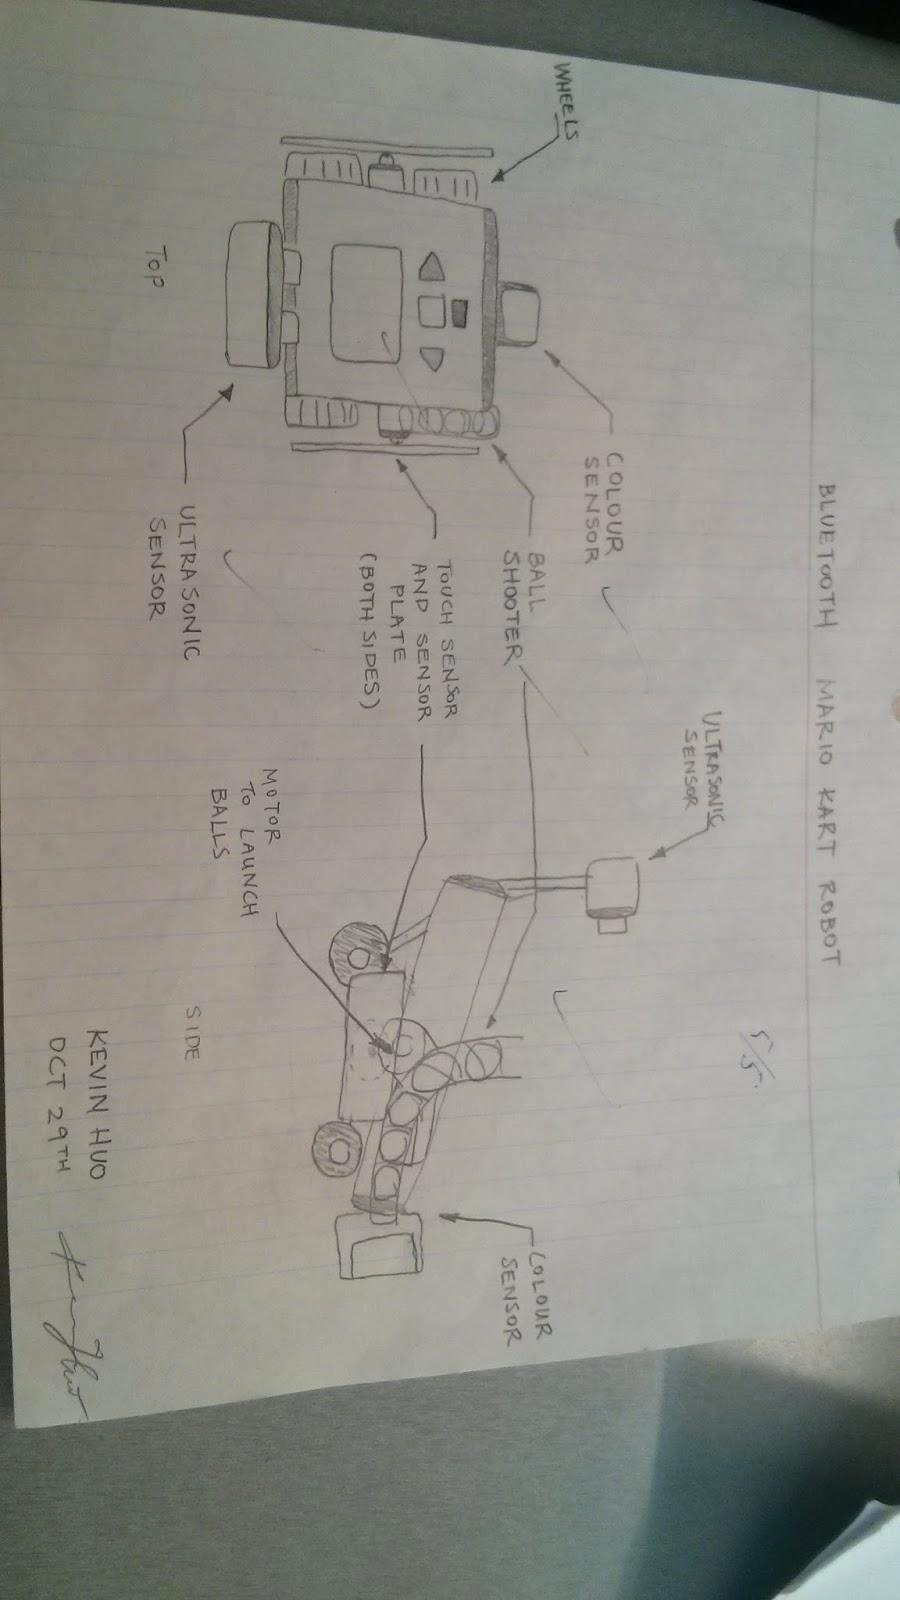 BLUETOOTH MARIO KART ROBOT
5/5
WHEELS
COLOUR
SENSOR
BALL
SHOOTER
TOUCH SENSOR
AND SENSOR
PLATE
(BOTH SIDES)
ULTRASONIC
SENSOR
TOP
ULTRASONIC
SENSOR
MOTOR
TO LAUNCH
BALLS
COLOUR
SENSOR
SIDE
KEVIN HUO
OCT 29TH